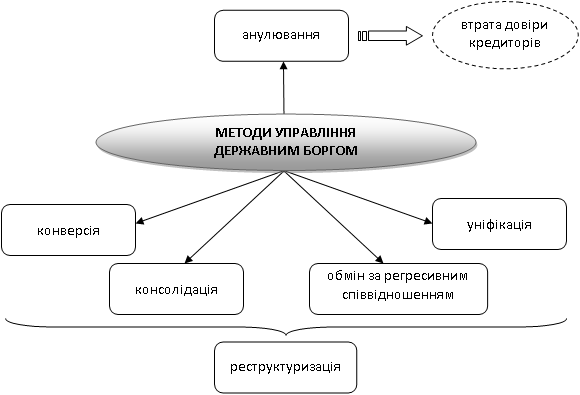 анулювання
втрата довіри
кредиторів
МЕТОДИ УПРАВЛІННЯ
ДЕРЖАВНИМ БОРГОМ
конверсія
уніфікація
консолідація
обмін за регресивним
співвідношенням
реструктуризація